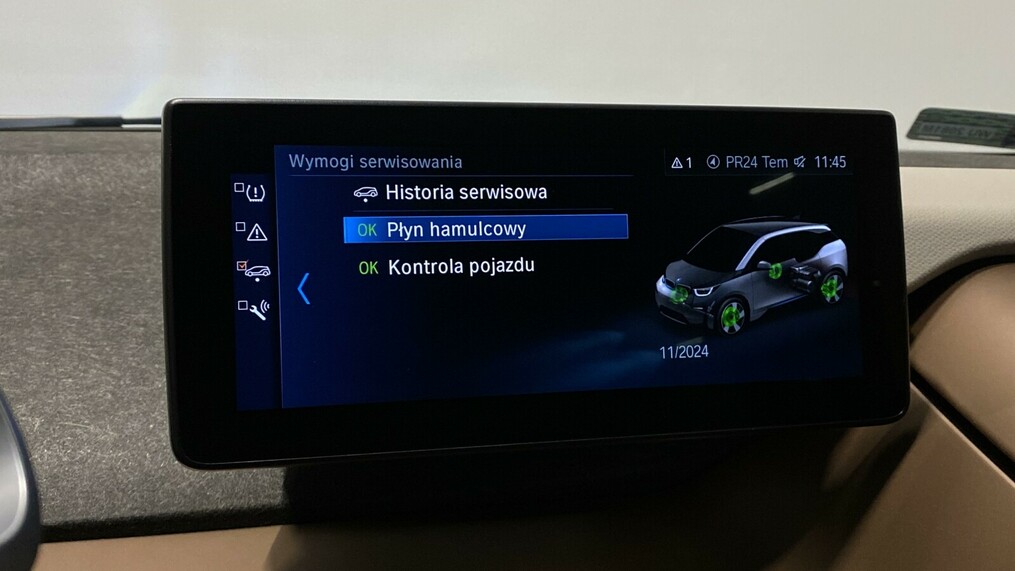 Wymogi serwisowania
1 PR24 Tem 11:45
Historia serwisowa
OK Płyn hamulcowy
OK Kontrola pojazdu
11/2024